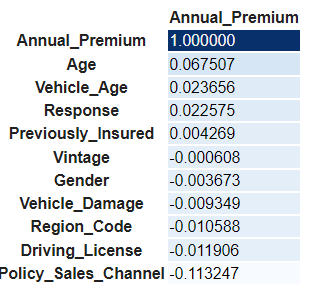 Annual_Premium
Annual_Premium 1.000000
Age 0.067507
Vehicle_Age 0.023656
Response 0.022575
Previously_Insured 0.004269
Vintage -0.000608
Gender -0.003673
Vehicle_Damage -0.009349
Region_Code -0.010588
Driving_License -0.011906
Policy_Sales_Channel -0.113247